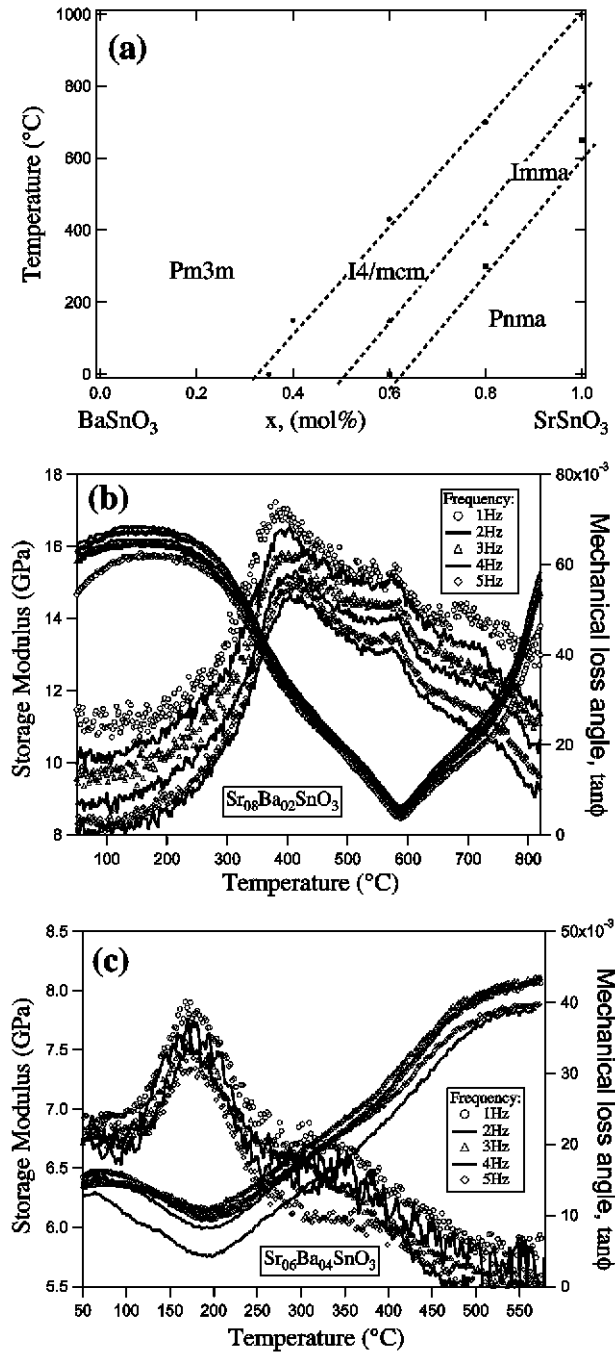 (a)
1000
800
600
400
200
0
Temperature (°C)
Pm3m
I4/mcm
Imma
Pnma
0.0 0.2 0.4 0.6 0.8 1.0
BaSnO₃ x, (mol%) SrSnO₃
(b)
18
16
14
12
10
8
Storage Modulus (GPa)
80x10⁻³
60
40
20
0
Mechanical loss angle, tanϕ
Frequency:
1Hz
2Hz
3Hz
4Hz
5Hz
Sr₀₈Ba₀₂SnO₃
100 200 300 400 500 600 700 800
Temperature (°C)
(c)
8.5
8.0
7.5
7.0
6.5
6.0
5.5
Storage Modulus (GPa)
50x10⁻³
40
30
20
10
0
Mechanical loss angle, tanϕ
Frequency:
1Hz
2Hz
3Hz
4Hz
5Hz
Sr₀₆Ba₀₄SnO₃
50 100 150 200 250 300 350 400 450 500 550
Temperature (°C)